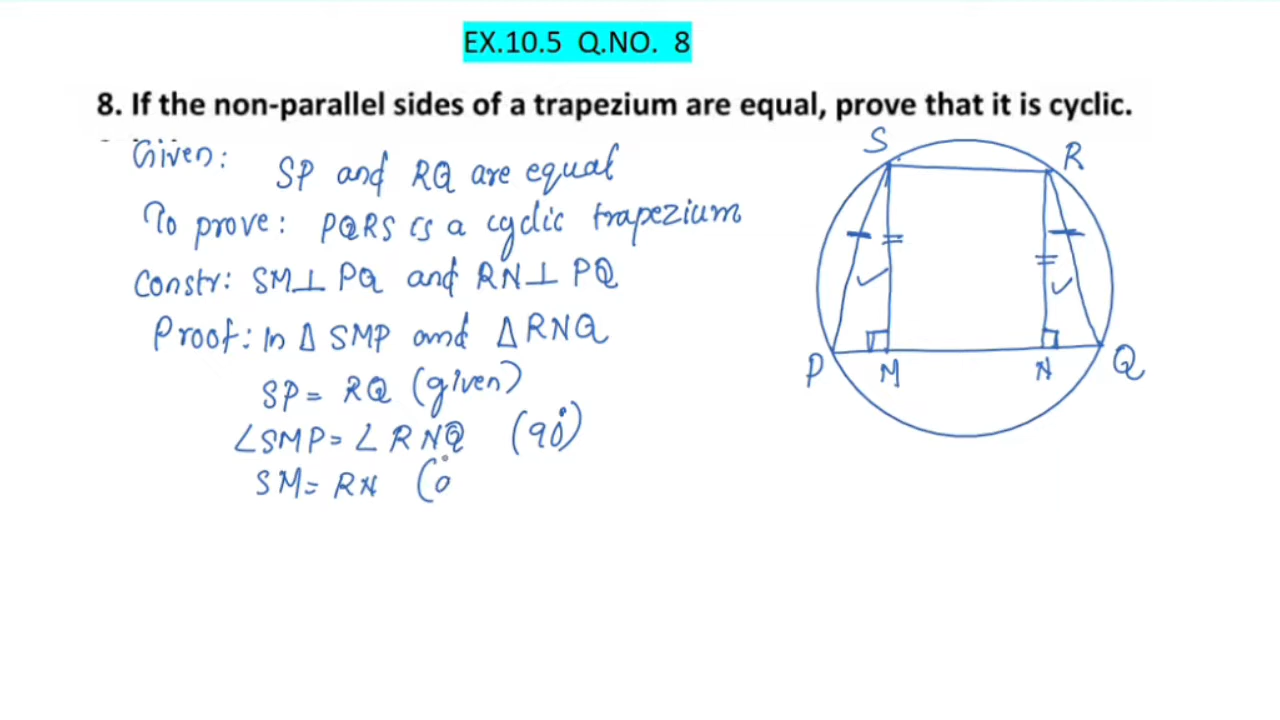 EX.10.5 Q.NO. 8
8. If the non-parallel sides of a trapezium are equal, prove that it is cyclic.
Given: SP and RQ are equal
To prove: PQRS is a cyclic trapezium
Constr: SM⊥ PQ and RN⊥ PQ
Proof: In Δ SMP and Δ RNQ
SP = RQ (given)
∠SMP = ∠RNQ (90°)
SM = RN (
S
R
P
M
N
Q